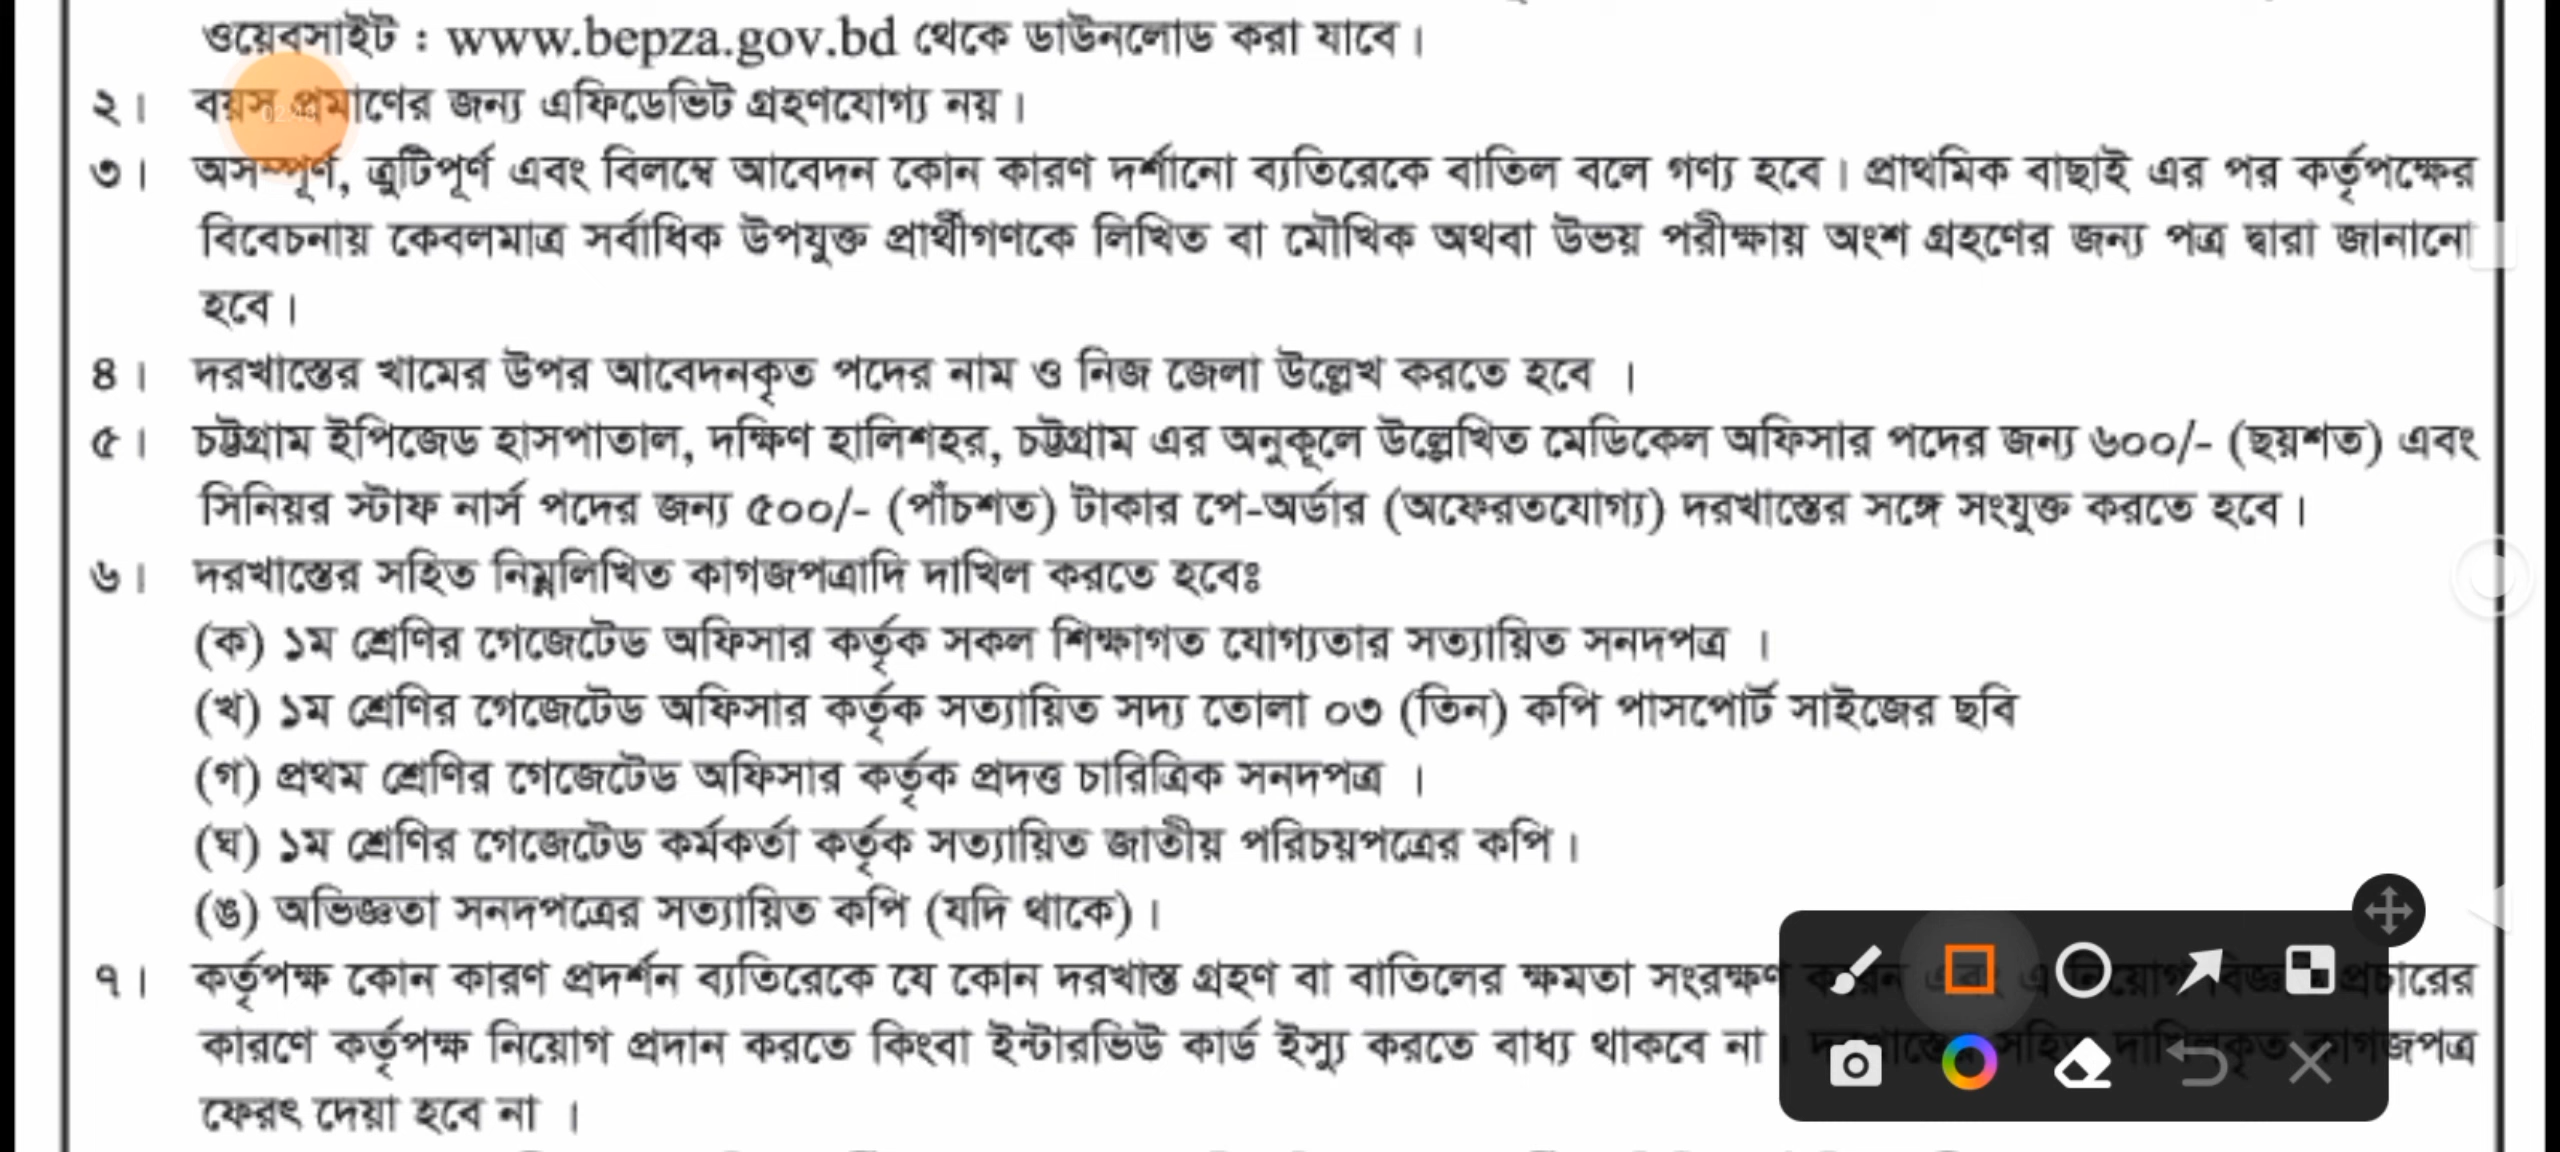 ওয়েবসাইট : www.bepza.gov.bd থেকে ডাউনলোড করা যাবে।
২। বয়স প্রমাণের জন্য এফিডেভিট গ্রহণযোগ্য নয়।
৩। অসম্পূর্ণ, ত্রুটিপূর্ণ এবং বিলম্বে আবেদন কোন কারণ দর্শানো ব্যতিরেকে বাতিল বলে গণ্য হবে। প্রাথমিক বাছাই এর পর কর্তৃপক্ষের
বিবেচনায় কেবলমাত্র সর্বাধিক উপযুক্ত প্রার্থীগণকে লিখিত বা মৌখিক অথবা উভয় পরীক্ষায় অংশ গ্রহণের জন্য পত্র দ্বারা জানানো
হবে।
৪। দরখাস্তের খামের উপর আবেদনকৃত পদের নাম ও নিজ জেলা উল্লেখ করতে হবে ।
৫। চট্টগ্রাম ইপিজেড হাসপাতাল, দক্ষিণ হালিশহর, চট্টগ্রাম এর অনুকূলে উল্লেখিত মেডিকেল অফিসার পদের জন্য ৬০০/- (ছয়শত) এবং
সিনিয়র স্টাফ নার্স পদের জন্য ৫০০/- (পাঁচশত) টাকার পে-অর্ডার (অফেরতযোগ্য) দরখাস্তের সঙ্গে সংযুক্ত করতে হবে।
৬। দরখাস্তের সহিত নিম্নলিখিত কাগজপত্রাদি দাখিল করতে হবেঃ
(ক) ১ম শ্রেণির গেজেটেড অফিসার কর্তৃক সকল শিক্ষাগত যোগ্যতার সত্যায়িত সনদপত্র ।
(খ) ১ম শ্রেণির গেজেটেড অফিসার কর্তৃক সত্যায়িত সদ্য তোলা ০৩ (তিন) কপি পাসপোর্ট সাইজের ছবি
(গ) প্রথম শ্রেণির গেজেটেড অফিসার কর্তৃক প্রদত্ত চারিত্রিক সনদপত্র ।
(ঘ) ১ম শ্রেণির গেজেটেড কর্মকর্তা কর্তৃক সত্যায়িত জাতীয় পরিচয়পত্রের কপি।
(ঙ) অভিজ্ঞতা সনদপত্রের সত্যায়িত কপি (যদি থাকে)।
৭। কর্তৃপক্ষ কোন কারণ প্রদর্শন ব্যতিরেকে যে কোন দরখাস্ত গ্রহণ বা বাতিলের ক্ষমতা সংরক্ষণ করেন এবং এ নিয়োগ বিজ্ঞপ্তি প্রচারের
কারণে কর্তৃপক্ষ নিয়োগ প্রদান করতে কিংবা ইন্টারভিউ কার্ড ইস্যু করতে বাধ্য থাকবে না। দরখাস্তের সহিত দাখিলকৃত কাগজপত্র
ফেরৎ দেয়া হবে না ।